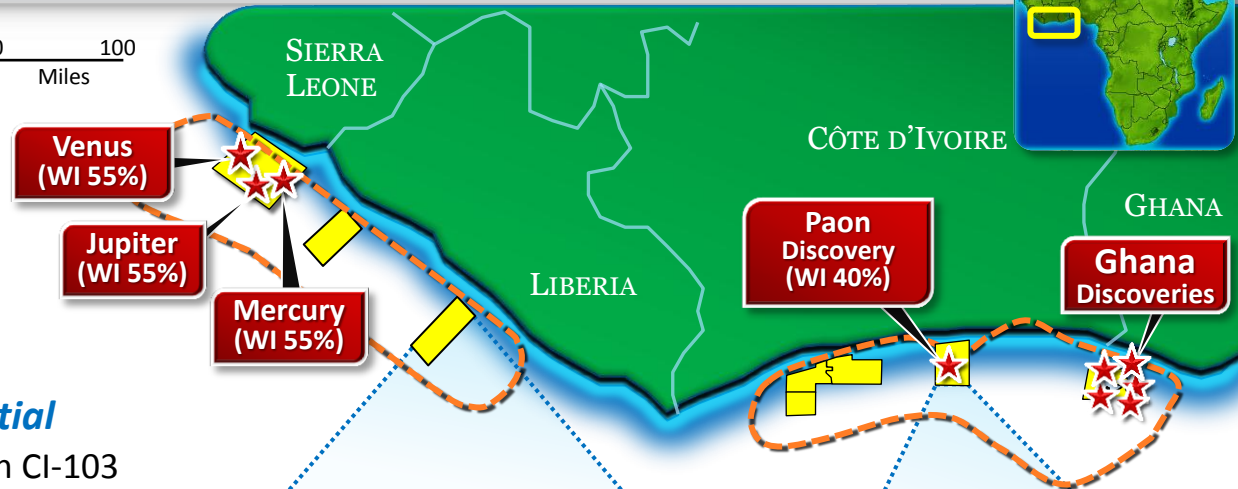 100
Miles
SIERRA
LEONE
CÔTE D'IVOIRE
GHANA
LIBERIA
Venus
(WI 55%)
Jupiter
(WI 55%)
Mercury
(WI 55%)
Paon
Discovery
(WI 40%)
Ghana
Discoveries
CI-103